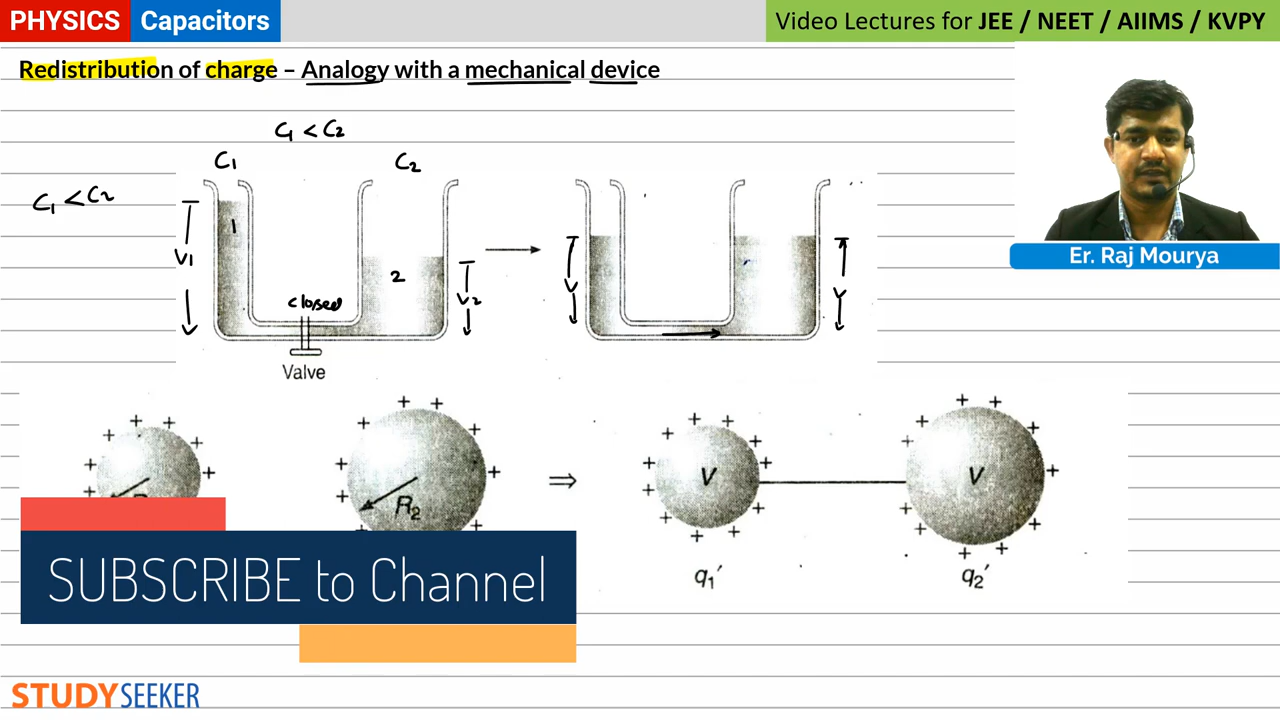 PHYSICS Capacitors
Video Lectures for JEE / NEET / AIIMS / KVPY
Redistribution of charge – Analogy with a mechanical device
C1 < C2
C1
C2
C1 < C2
1
V1
2
V2
closed
Valve
V
V
Er. Raj Mourya
R2
V
V
q1′
q2′
SUBSCRIBE to Channel
STUDYSEEKER